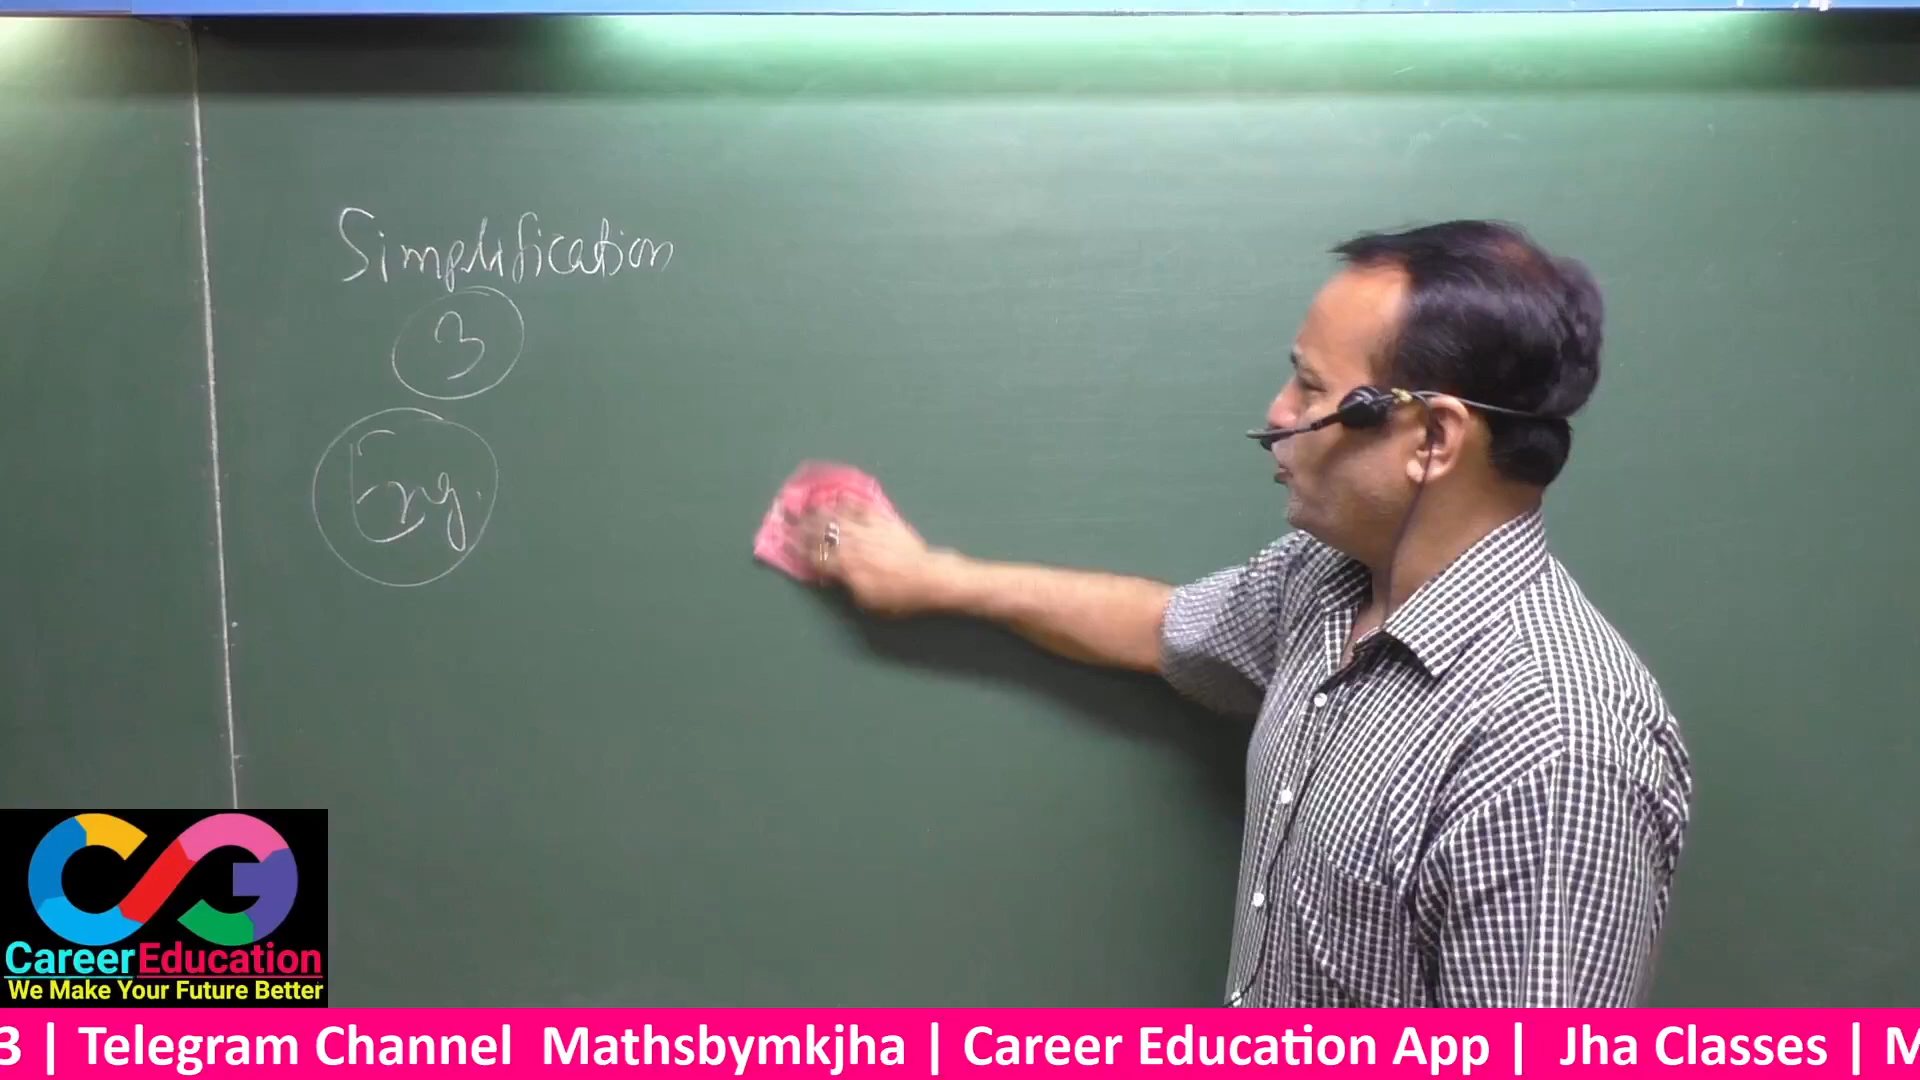 Simplification
3
Eng.
Career Education
We Make Your Future Better
3 | Telegram Channel Mathsbymkjha | Career Education App | Jha Classes | M